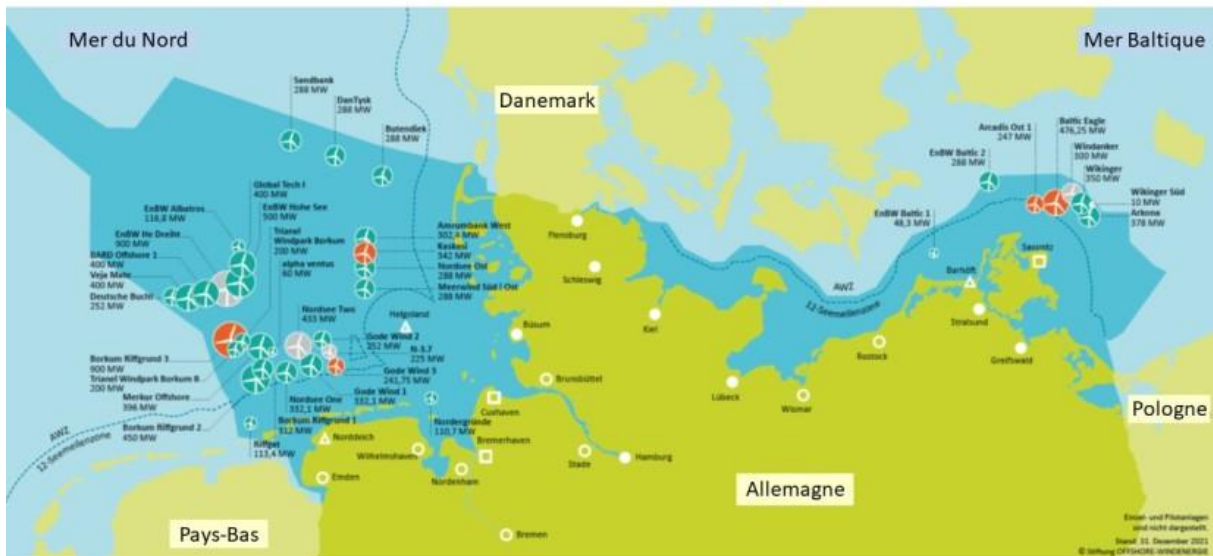 Mer du Nord
Mer Baltique
Danemark
Sandbank
288 MW
DanTysk
288 MW
Butendiek
288 MW
Global Tech I
400 MW
EnBW Albatros
116,8 MW
EnBW Hohe See
500 MW
EnBW He Dreiht
900 MW
Trianel
Windpark Borkum
200 MW
BARD Offshore 1
400 MW
alpha ventus
60 MW
Veja Mate
400 MW
Deutsche Bucht
252 MW
Amrumbank West
302,4 MW
Kaskasi
342 MW
Nordsee Ost
288 MW
Meerwind Süd I Ost
288 MW
Nordsee Two
433 MW
Helgoland
Gode Wind 2
252 MW
N-3.7
225 MW
Borkum Riffgrund 3
900 MW
Trianel Windpark Borkum II
200 MW
Merkur Offshore
396 MW
Borkum Riffgrund 2
450 MW
Gode Wind 3
241,75 MW
Gode Wind 1
332,1 MW
Nordsee One
332,1 MW
Borkum Riffgrund 1
312 MW
Riffgat
113,4 MW
Nordergründe
110,7 MW
AWZ
12-Seemeilenzone
Arcadis Ost 1
247 MW
Baltic Eagle
476,25 MW
Windanker
300 MW
Wikinger
350 MW
Wikinger Süd
10 MW
Arkona
378 MW
EnBW Baltic 2
288 MW
EnBW Baltic 1
48,3 MW
AWZ
12-Seemeilenzone
Flensburg
Schleswig
Kiel
Büsum
Brunsbüttel
Cuxhaven
Bremerhaven
Norddeich
Wilhelmshaven
Emden
Nordenham
Stade
Hamburg
Bremen
Lübeck
Wismar
Rostock
Barhöft
Sassnitz
Stralsund
Greifswald
Pologne
Allemagne
Pays-Bas
Einzel- und Pilotanlagen
sind nicht dargestellt.
Stand: 31. Dezember 2021
© Stiftung OFFSHORE-WINDENERGIE